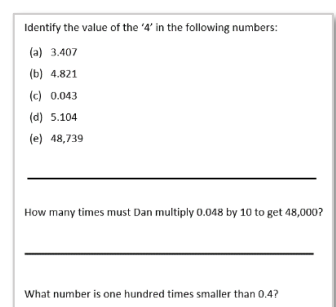 Identify the value of the ‘4’ in the following numbers:
(a) 3.407
(b) 4.821
(c) 0.043
(d) 5.104
(e) 48,739
How many times must Dan multiply 0.048 by 10 to get 48,000?
What number is one hundred times smaller than 0.4?